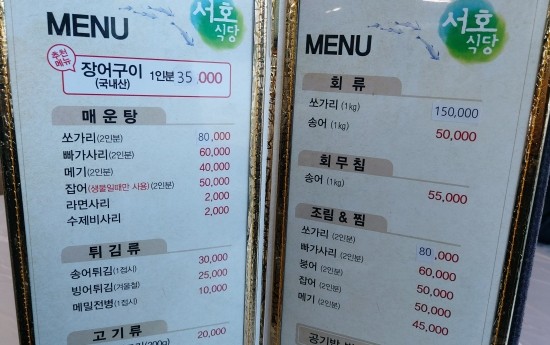 MENU
서호
식당
추천
메뉴
장어구이 1인분 35,000
(국내산)
매운탕
쏘가리(2인분) 80,000
빠가사리(2인분) 60,000
메기(2인분) 40,000
잡어(생물일때만 사용)(2인분) 50,000
라면사리 2,000
수제비사리 2,000
튀김류
송어튀김(1접시) 30,000
빙어튀김(겨울철) 25,000
메밀전병(1접시) 10,000
고기류
20,000
MENU
서호
식당
회류
쏘가리(1kg) 150,000
송어(1kg) 50,000
회무침
송어(1kg) 55,000
조림&찜
쏘가리(2인분) 80,000
빠가사리(2인분) 60,000
붕어(2인분) 50,000
잡어(2인분) 50,000
메기(2인분) 45,000
공기밥